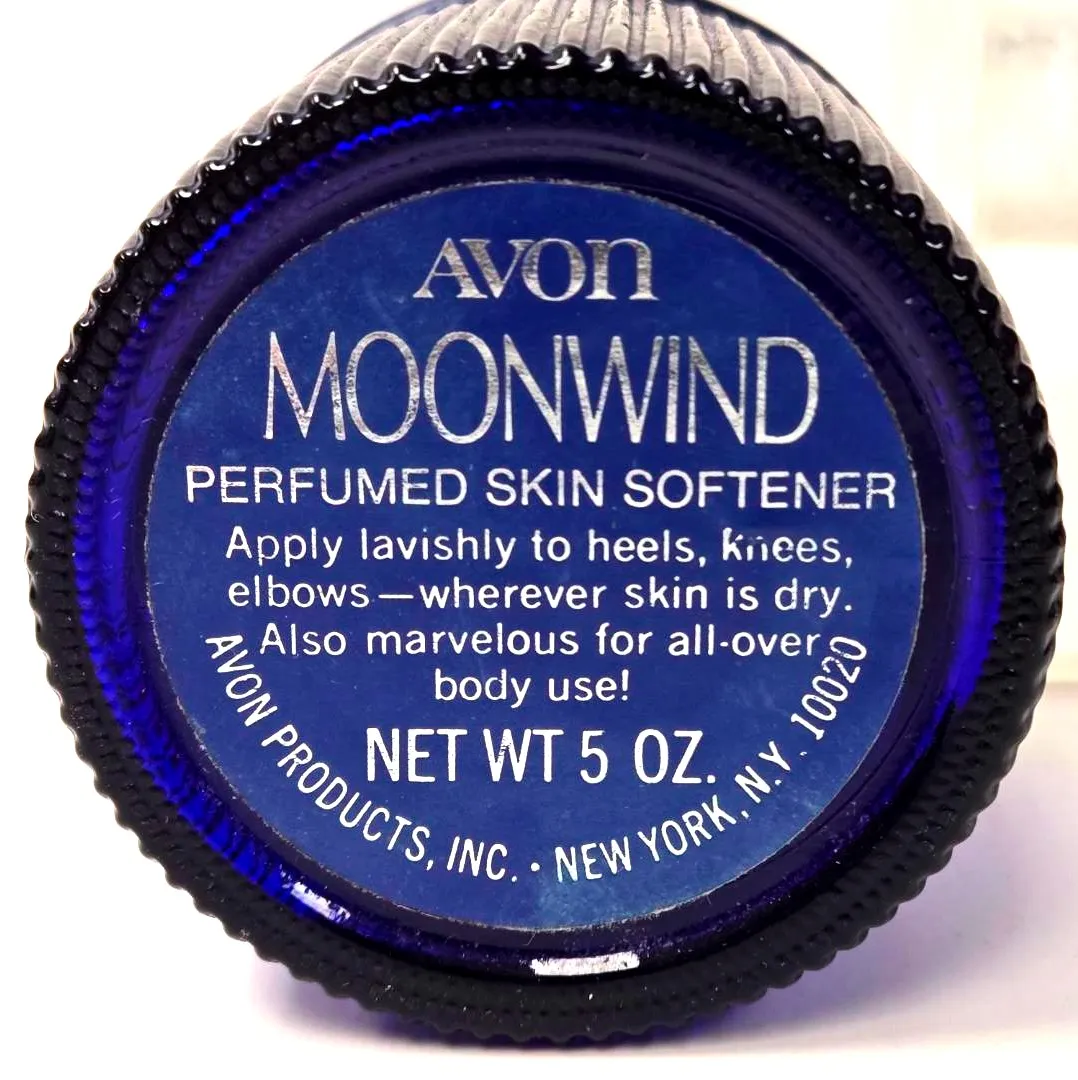 AVON
MOONWIND
PERFUMED SKIN SOFTENER
Apply lavishly to heels, knees,
elbows—wherever skin is dry.
Also marvelous for all-over
body use!
NET WT 5 OZ.
AVON PRODUCTS, INC. • NEW YORK, N.Y. 10020